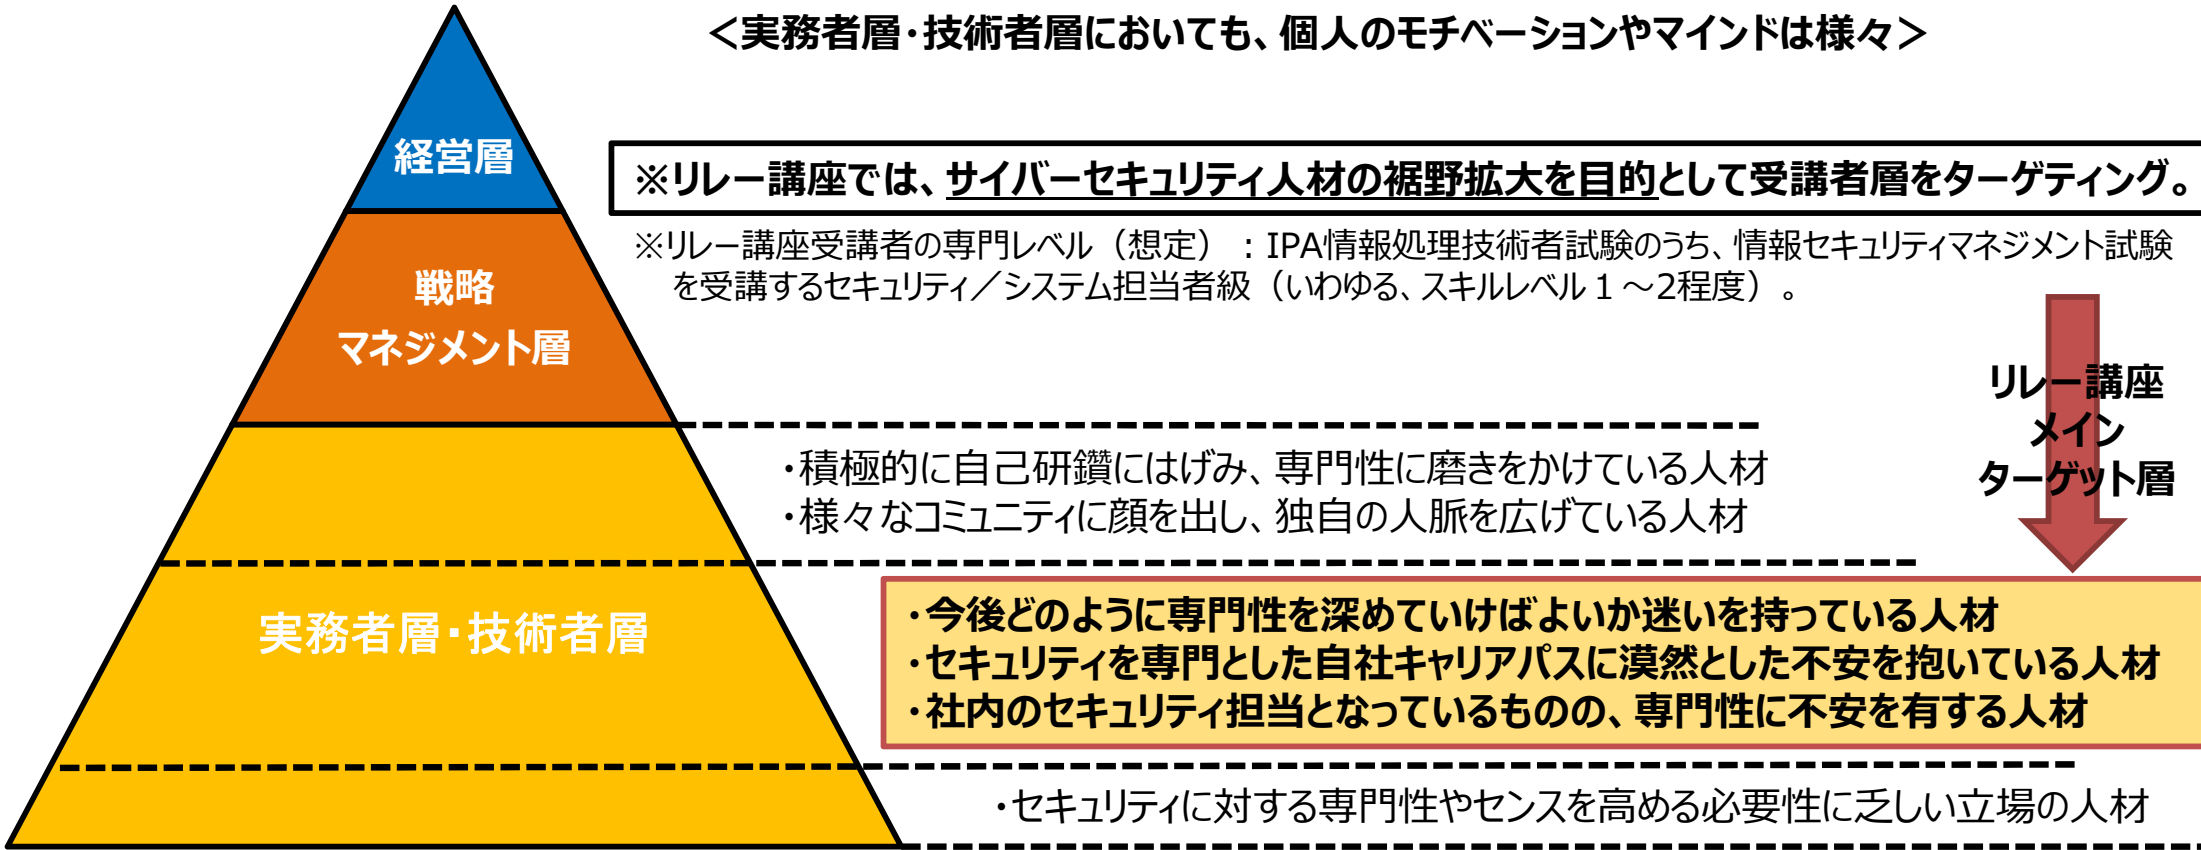 ＜実務者層・技術者層においても、個人のモチベーションやマインドは様々＞
経営層
※リレー講座では、サイバーセキュリティ人材の裾野拡大を目的として受講者層をターゲティング。
※リレー講座受講者の専門レベル（想定）：IPA情報処理技術者試験のうち、情報セキュリティマネジメント試験
を受講するセキュリティ／システム担当者級（いわゆる、スキルレベル１～2程度）。
戦略
マネジメント層
リレー講座
メイン
ターゲット層
・積極的に自己研鑽にはげみ、専門性に磨きをかけている人材
・様々なコミュニティに顔を出し、独自の人脈を広げている人材
実務者層・技術者層
・今後どのように専門性を深めていけばよいか迷いを持っている人材
・セキュリティを専門とした自社キャリアパスに漠然とした不安を抱いている人材
・社内のセキュリティ担当となっているものの、専門性に不安を有する人材
・セキュリティに対する専門性やセンスを高める必要性に乏しい立場の人材